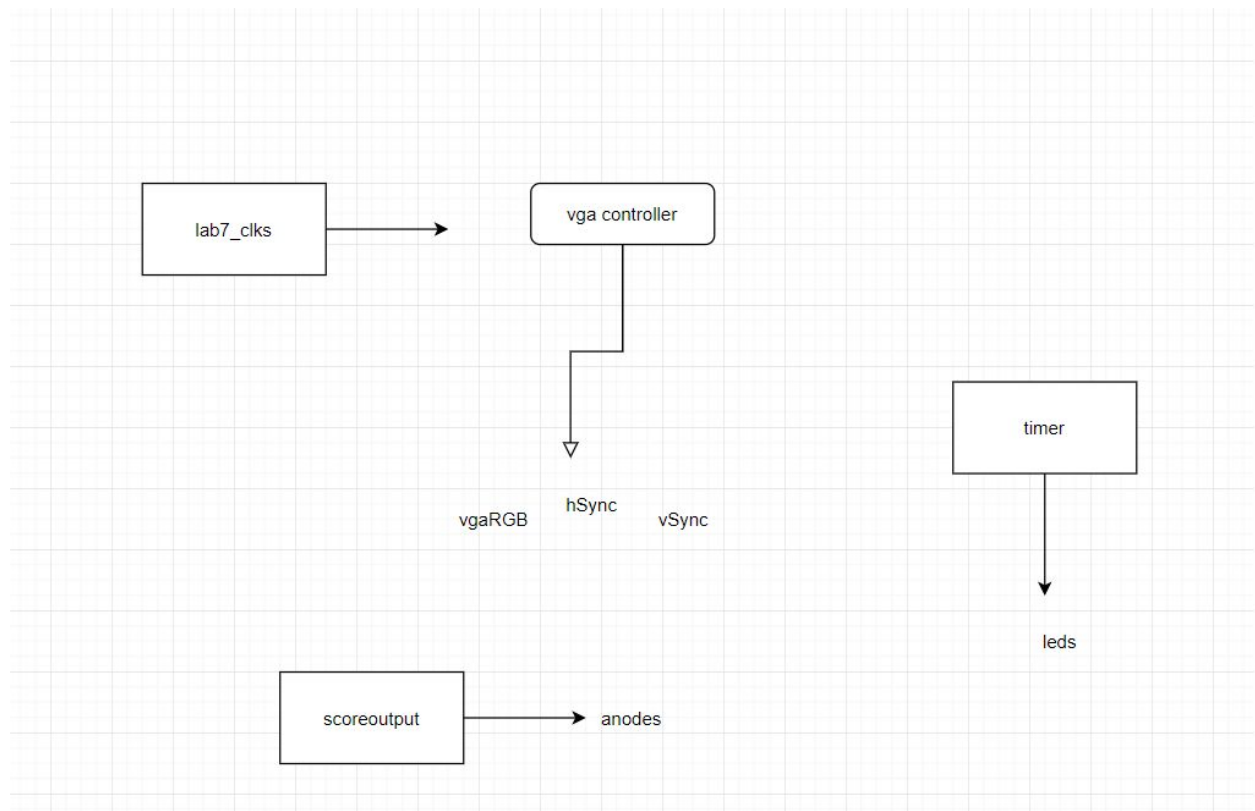 vga controller
lab7_clks
timer
hSync
vgaRGB
vSync
leds
scoreoutput
anodes